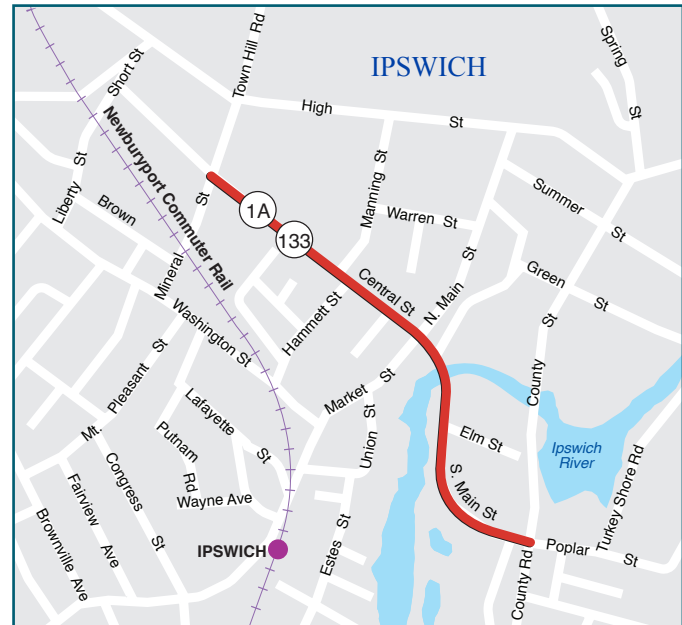 Short St
Town Hill Rd
IPSWICH
Spring St
High St
Newburyport Commuter Rail
Liberty St
Brown
Mineral St
1A
133
Manning St
Warren St
Summer St
Central St
N. Main St
Green St
Washington St
Hammett St
County St
Mt. Pleasant St
Market St
Lafayette St
Putnam Rd
Union St
Elm St
Ipswich
River
Congress St
Fairview Ave
Brownville Ave
Wayne Ave
S. Main St
Turkey Shore Rd
IPSWICH
Estes St
County Rd
Poplar St